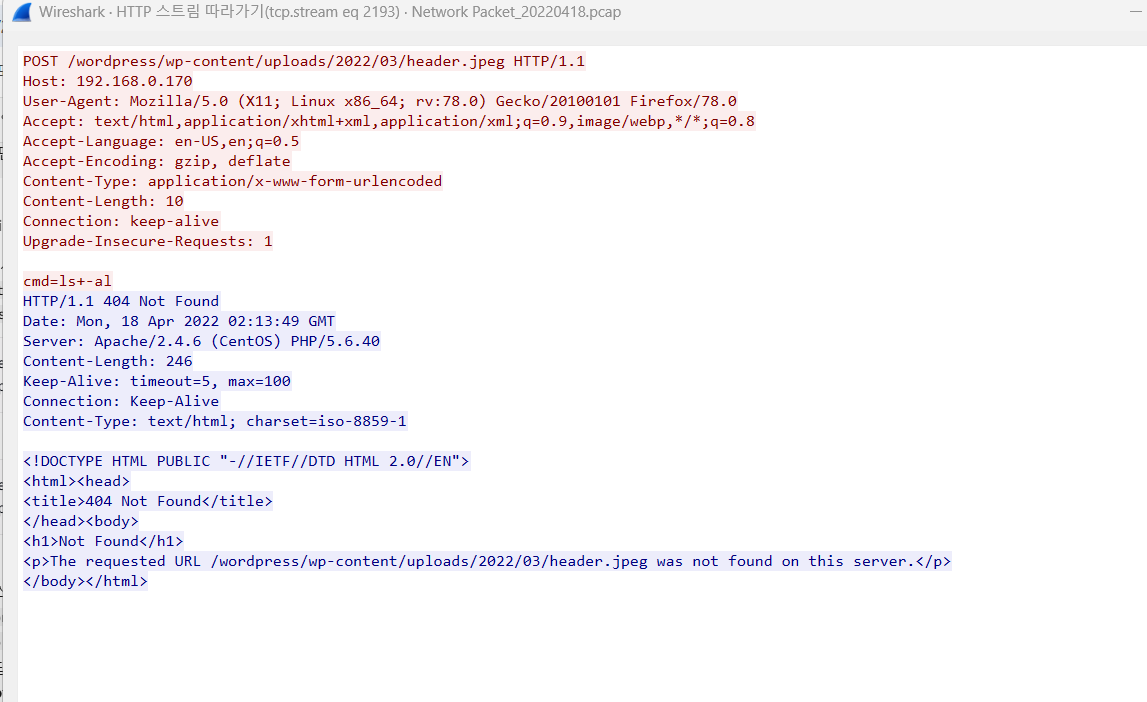 Wireshark · HTTP 스트림 따라가기(tcp.stream eq 2193) · Network Packet_20220418.pcap
POST /wordpress/wp-content/uploads/2022/03/header.jpeg HTTP/1.1
Host: 192.168.0.170
User-Agent: Mozilla/5.0 (X11; Linux x86_64; rv:78.0) Gecko/20100101 Firefox/78.0
Accept: text/html,application/xhtml+xml,application/xml;q=0.9,image/webp,*/*;q=0.8
Accept-Language: en-US,en;q=0.5
Accept-Encoding: gzip, deflate
Content-Type: application/x-www-form-urlencoded
Content-Length: 10
Connection: keep-alive
Upgrade-Insecure-Requests: 1
cmd=ls+-al
HTTP/1.1 404 Not Found
Date: Mon, 18 Apr 2022 02:13:49 GMT
Server: Apache/2.4.6 (CentOS) PHP/5.6.40
Content-Length: 246
Keep-Alive: timeout=5, max=100
Connection: Keep-Alive
Content-Type: text/html; charset=iso-8859-1
<!DOCTYPE HTML PUBLIC "-//IETF//DTD HTML 2.0//EN">
<html><head>
<title>404 Not Found</title>
</head><body>
<h1>Not Found</h1>
<p>The requested URL /wordpress/wp-content/uploads/2022/03/header.jpeg was not found on this server.</p>
</body></html>